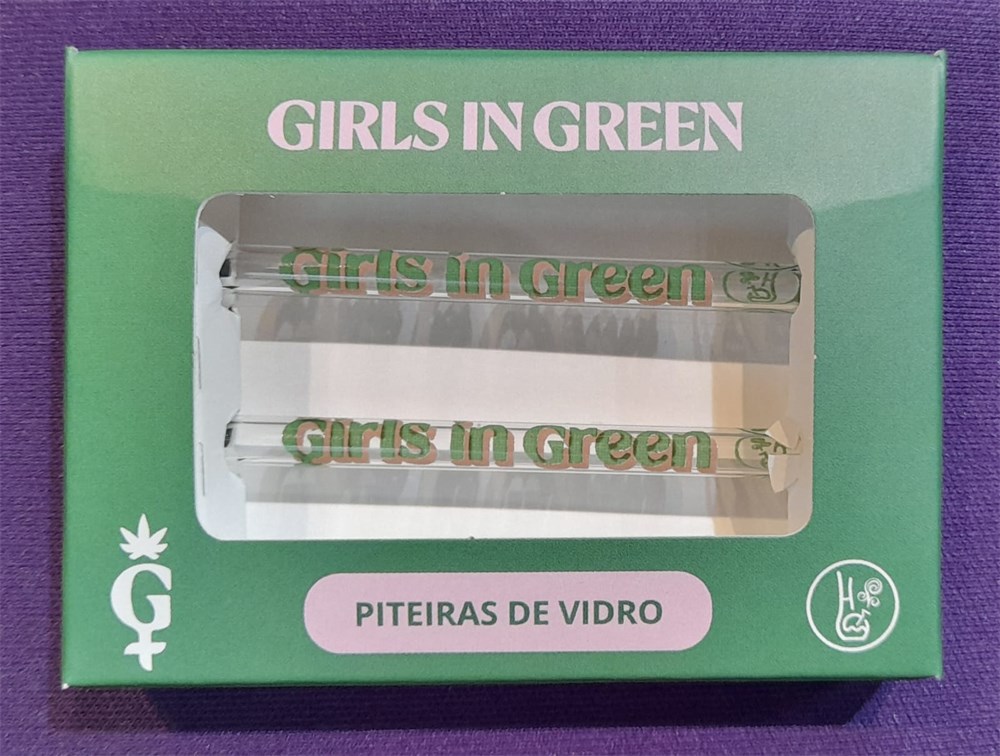 GIRLS IN GREEN
Girls in Green
Girls in Green
PITEIRAS DE VIDRO
G
H